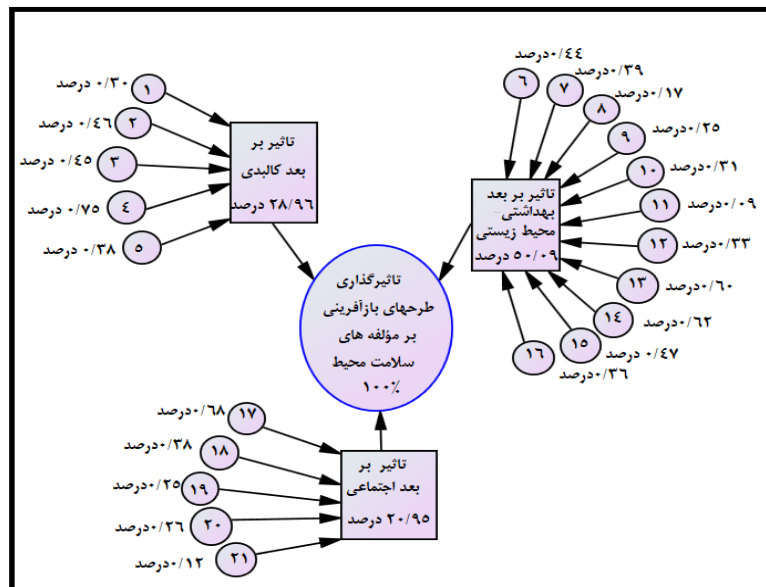 ۰/۳۰ درصد
۱
۰/۴۶ درصد
۲
۰/۴۵ درصد
۳
۰/۷۵ درصد
۴
۰/۳۸ درصد
۵
تاثیر بر
بعد کالبدی
۲۸/۹۶ درصد
۰/۴۴درصد
۶
۰/۳۹درصد
۷
۰/۱۷درصد
۸
۰/۲۵درصد
۹
۰/۳۱درصد
۱۰
۰/۰۹درصد
۱۱
۰/۳۳درصد
۱۲
۰/۶۰درصد
۱۳
۰/۶۲درصد
۱۴
۰/۴۷ درصد
۱۵
۰/۳۶درصد
۱۶
تاثیر بر بعد
بهداشتی-
محیط زیستی
۵۰/۰۹ درصد
تاثیرگذاری
طرحهای بازآفرینی
بر مؤلفه های
سلامت محیط
۱۰۰%
۰/۶۸درصد
۱۷
۰/۳۸درصد
۱۸
۰/۲۵درصد
۱۹
۰/۲۶درصد
۲۰
۰/۱۲درصد
۲۱
تاثیر بر
بعد اجتماعی
۲۰/۹۵ درصد